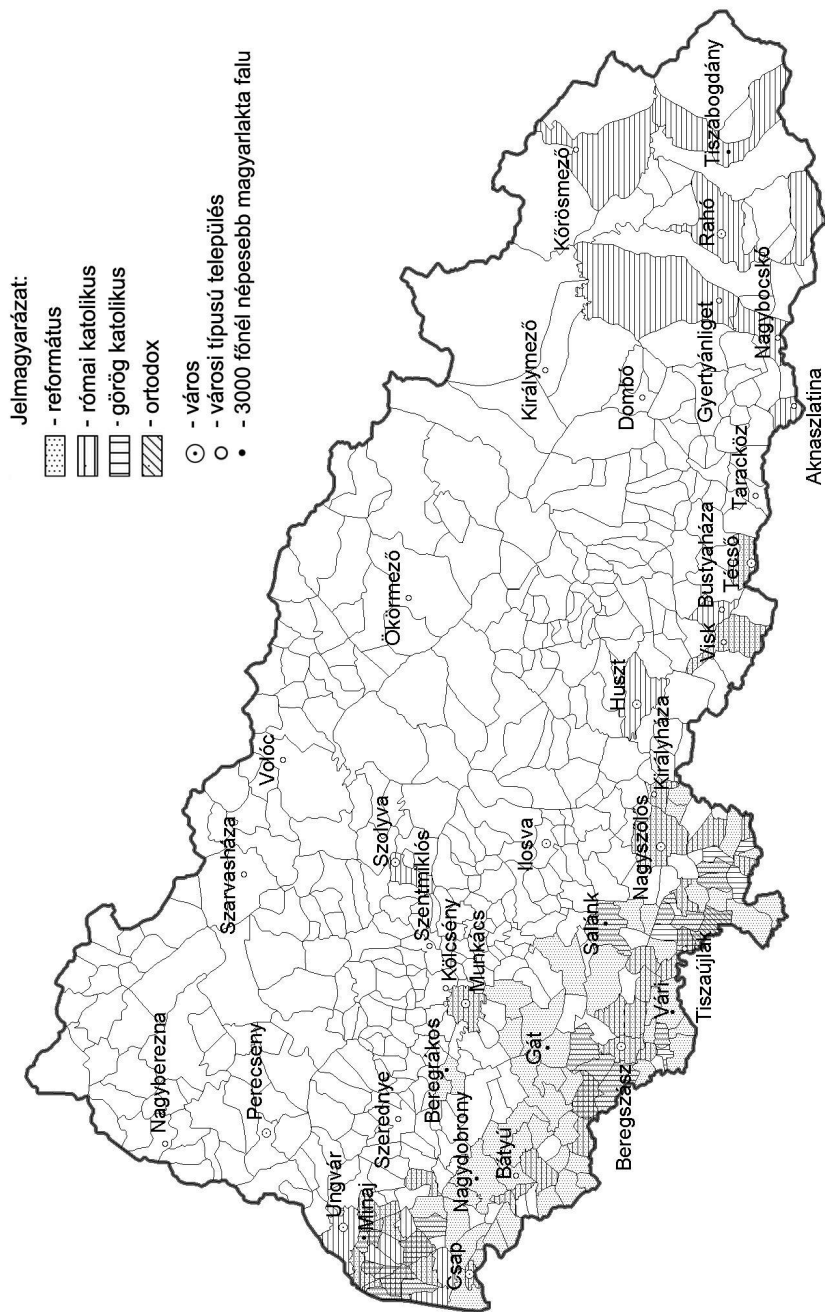 Jelmagyarázat:
- református
- római katolikus
- görög katolikus
- ortodox
- város
- városi típusú település
- 3000 főnél népesebb magyarlakta falu
Nagyberezna
Perecseny
Ungvár
Minaj
Szerednye
Csap
Nagydobrony
Bátyú
Beregrákos
Szarvasháza
Volóc
Szolyva
Szentmiklós
Kölcsény
Munkács
Gát
Beregszász
Vári
Tiszaújlak
Salánk
Ilosva
Nagyszőlős
Királyháza
Huszt
Ökörmező
Visk
Bustyaháza
Técső
Taracköz
Királymező
Dombó
Gyertyánliget
Nagybocskó
Aknaszlatina
Kőrösmező
Rahó
Tiszabogdány